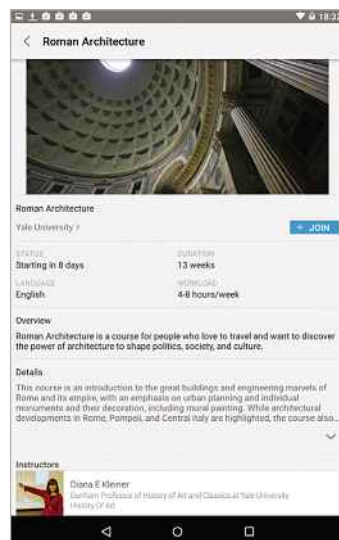 18:32
Roman Architecture
Roman Architecture
Yale University >
+ JOIN
STATUS
Starting in 8 days
DURATION
13 weeks
LANGUAGE
English
WORKLOAD
4-8 hours/week
Overview
Roman Architecture is a course for people who love to travel and want to discover
the power of architecture to shape politics, society, and culture.
Details
This course is an introduction to the great buildings and engineering marvels of
Rome and its empire, with an emphasis on urban planning and individual
monuments and their decoration, including mural painting. While architectural
developments in Rome, Pompeii, and Central Italy are highlighted, the course also...
Instructors
Diana E Kleiner
Dunham Professor of History of Art and Classics at Yale University
History Of Art